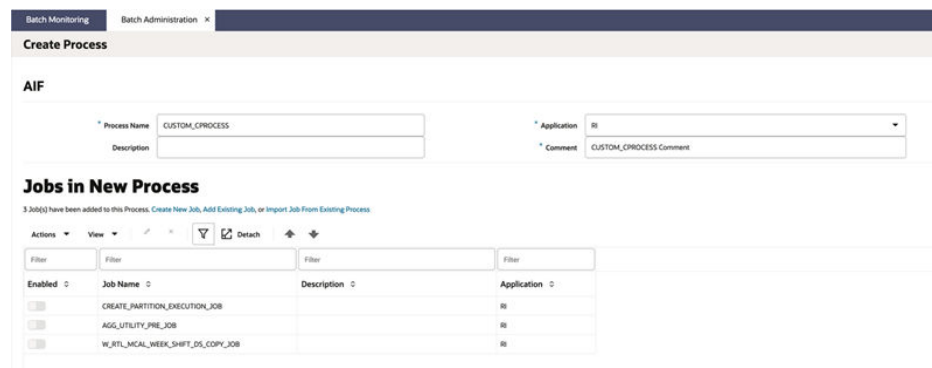 Batch Monitoring Batch Administration ×
Create Process
AIF
* Process Name CUSTOM_CPROCESS * Application RI
Description * Comment CUSTOM_CPROCESS Comment
Jobs in New Process
3 Job(s) have been added to this Process. Create New Job, Add Existing Job, or Import Job From Existing Process
Actions View Detach
Filter Filter Filter Filter
Enabled Job Name Description Application
CREATE_PARTITION_EXECUTION_JOB RI
AGG_UTILITY_PRE_JOB RI
W_RTL_MCAL_WEEK_SHIFT_DS_COPY_JOB RI